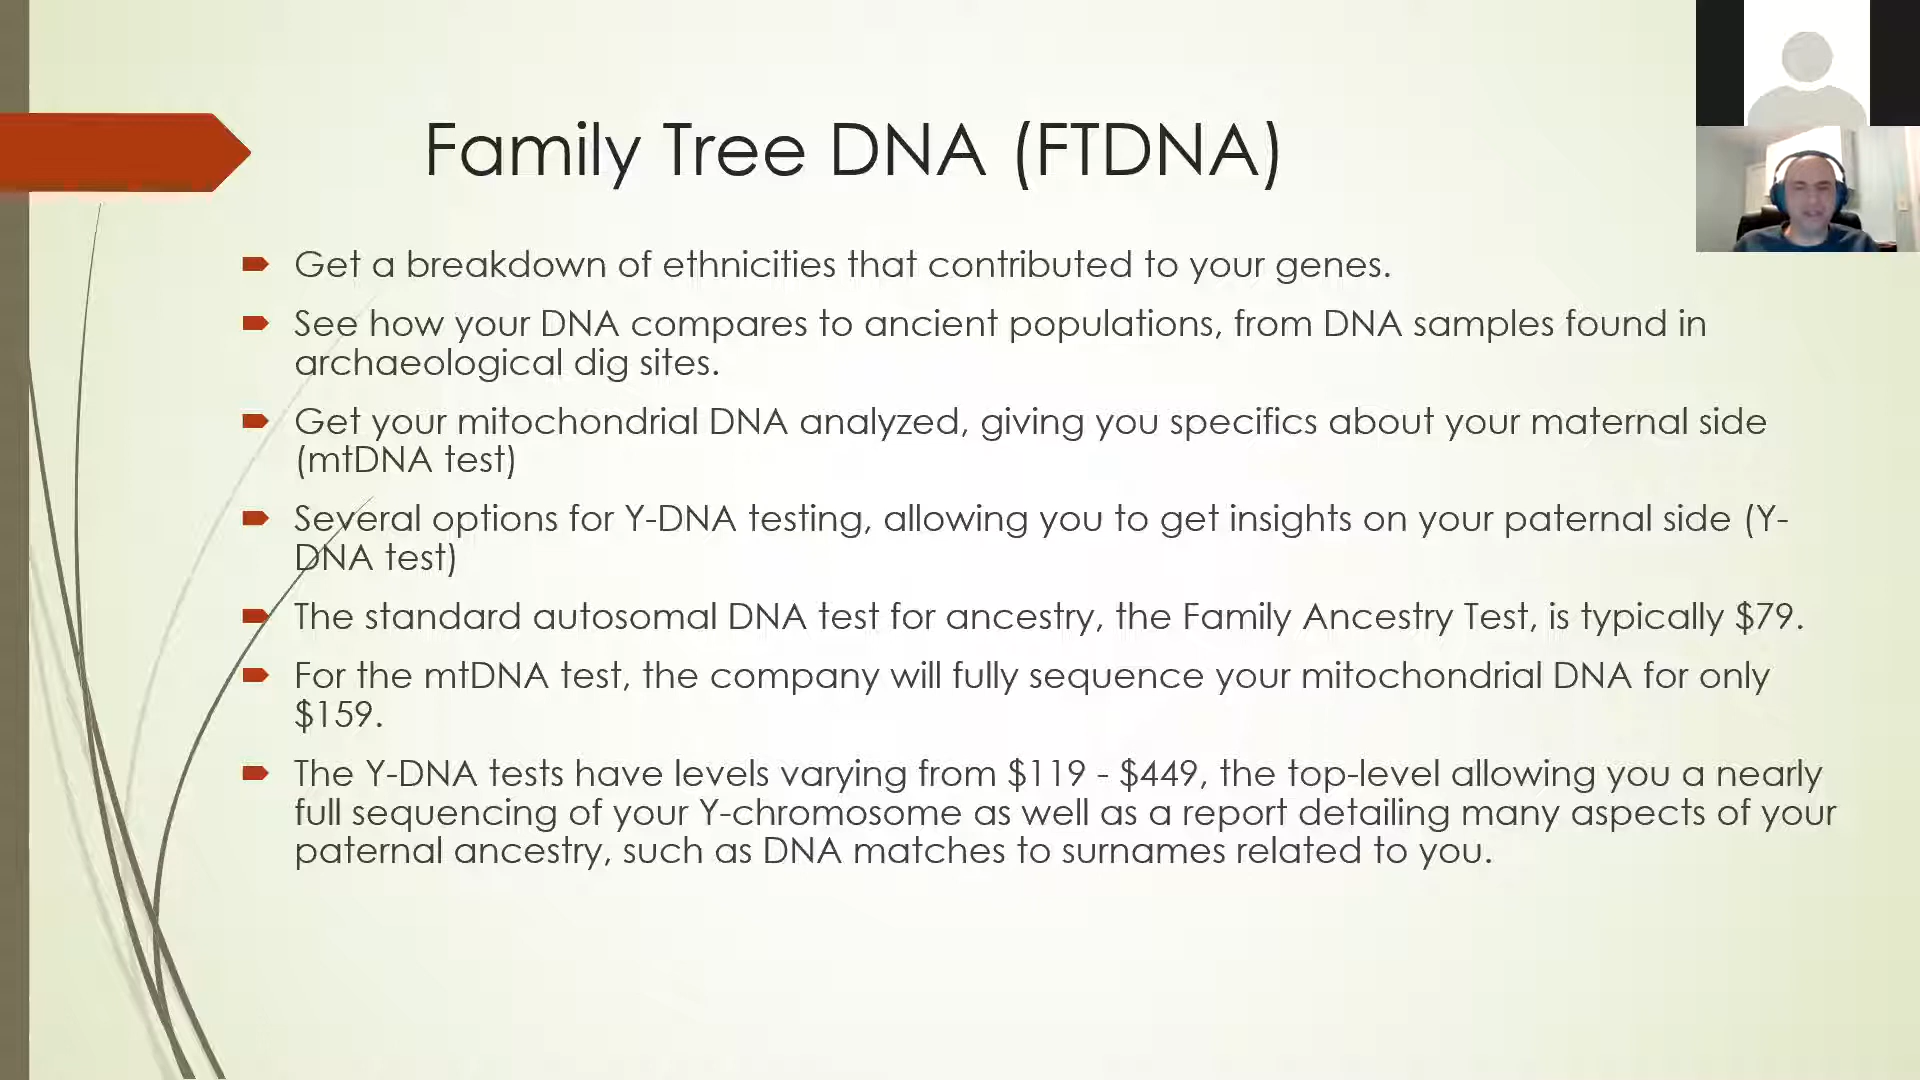 Family Tree DNA (FTDNA)
Get a breakdown of ethnicities that contributed to your genes.
See how your DNA compares to ancient populations, from DNA samples found in
archaeological dig sites.
Get your mitochondrial DNA analyzed, giving you specifics about your maternal side
(mtDNA test)
Several options for Y-DNA testing, allowing you to get insights on your paternal side (Y-
DNA test)
The standard autosomal DNA test for ancestry, the Family Ancestry Test, is typically $79.
For the mtDNA test, the company will fully sequence your mitochondrial DNA for only
$159.
The Y-DNA tests have levels varying from $119 - $449, the top-level allowing you a nearly
full sequencing of your Y-chromosome as well as a report detailing many aspects of your
paternal ancestry, such as DNA matches to surnames related to you.